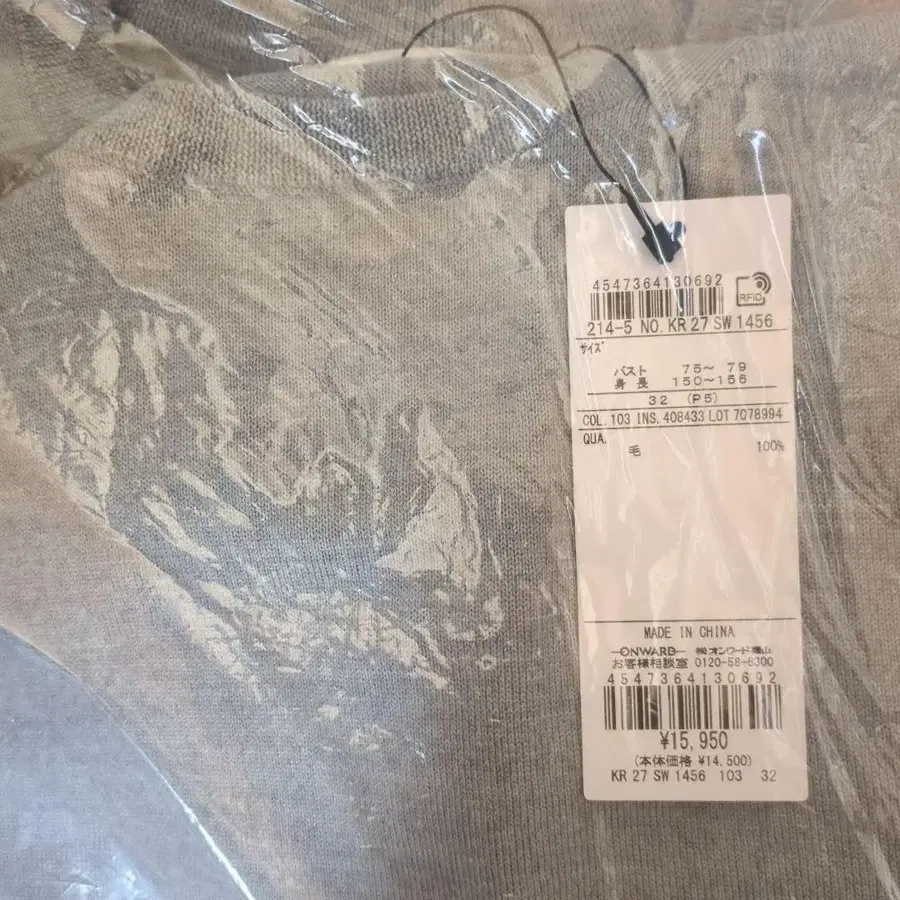 4547364130692
RFID
214-5 NO. KR 27 SW 1456
サイズ
バスト 75～ 79
身長 150～156
32 (P5)
COL. 103 INS. 408433 LOT 7078994
QUA.
毛 100%
MADE IN CHINA
ONWARD ㈱オンワード樫山
お客様相談室 0120-58-6300
4547364130692
¥15,950
(本体価格 ¥14,500)
KR 27 SW 1456 103 32